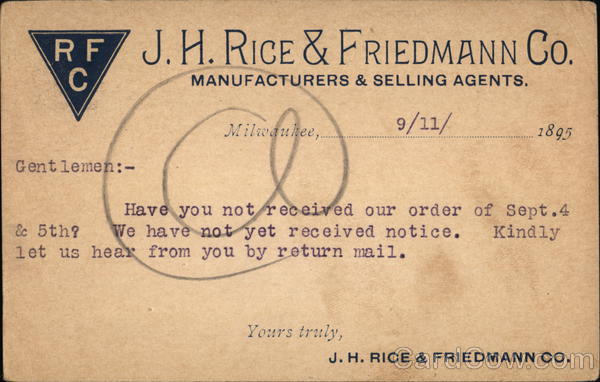 R F
C
J. H. RICE & FRIEDMANN CO.
MANUFACTURERS & SELLING AGENTS.
Milwaukee, 9/11/ 1895
Gentlemen:-
Have you not received our order of Sept.4
& 5th? We have not yet received notice. Kindly
let us hear from you by return mail.
Yours truly,
J. H. RICE & FRIEDMANN CO.
CardCow.com